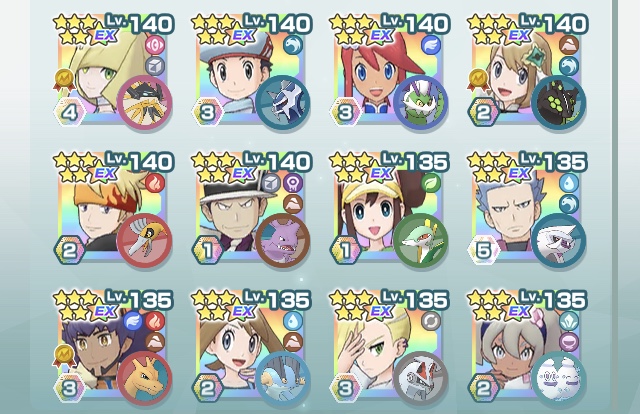 Lv.140 Lv.140 Lv.140 Lv.140
EX EX EX EX
4 3 3 2
Lv.140 Lv.140 Lv.135 Lv.135
EX EX EX EX
2 1 1 5
Lv.135 Lv.135 Lv.135 Lv.135
EX EX EX EX
3 2 3 2